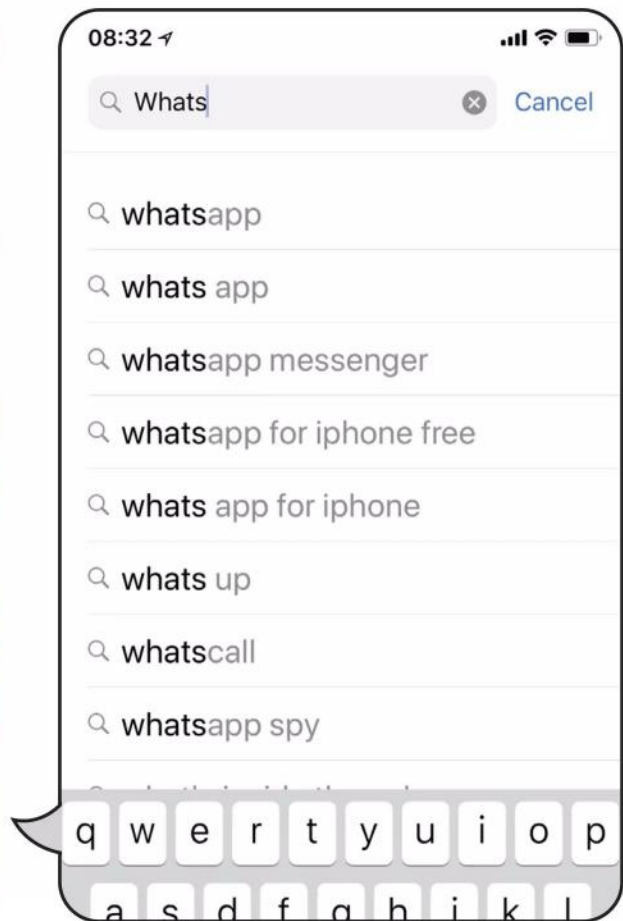 08:32
Whats
Cancel
whatsapp
whats app
whatsapp messenger
whatsapp for iphone free
whats app for iphone
whats up
whatscall
whatsapp spy
q w e r t y u i o p
a s d f g h j k l